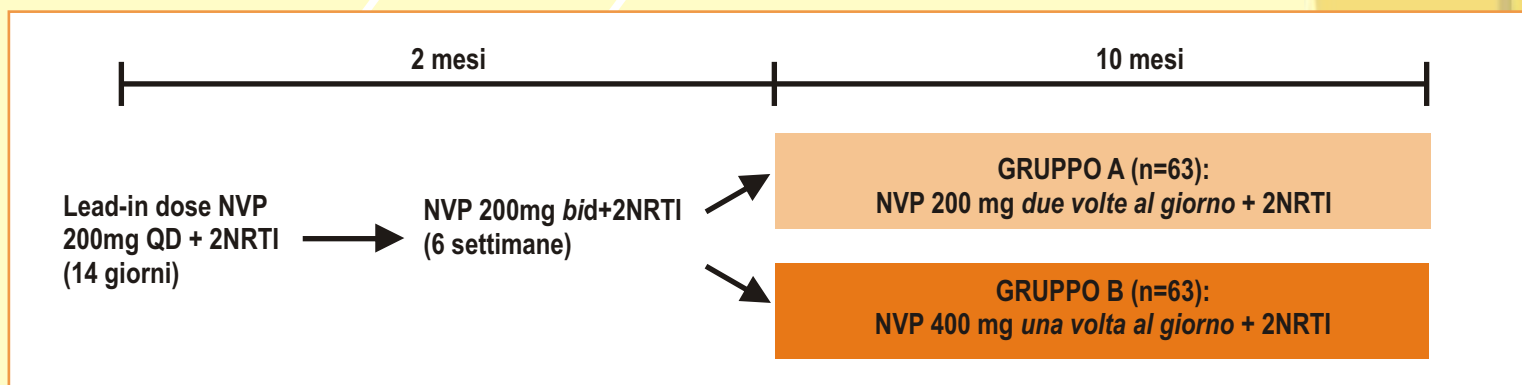 2 mesi
10 mesi
Lead-in dose NVP
200mg QD + 2NRTI
(14 giorni)
NVP 200mg bid+2NRTI
(6 settimane)
GRUPPO A (n=63):
NVP 200 mg due volte al giorno + 2NRTI
GRUPPO B (n=63):
NVP 400 mg una volta al giorno + 2NRTI